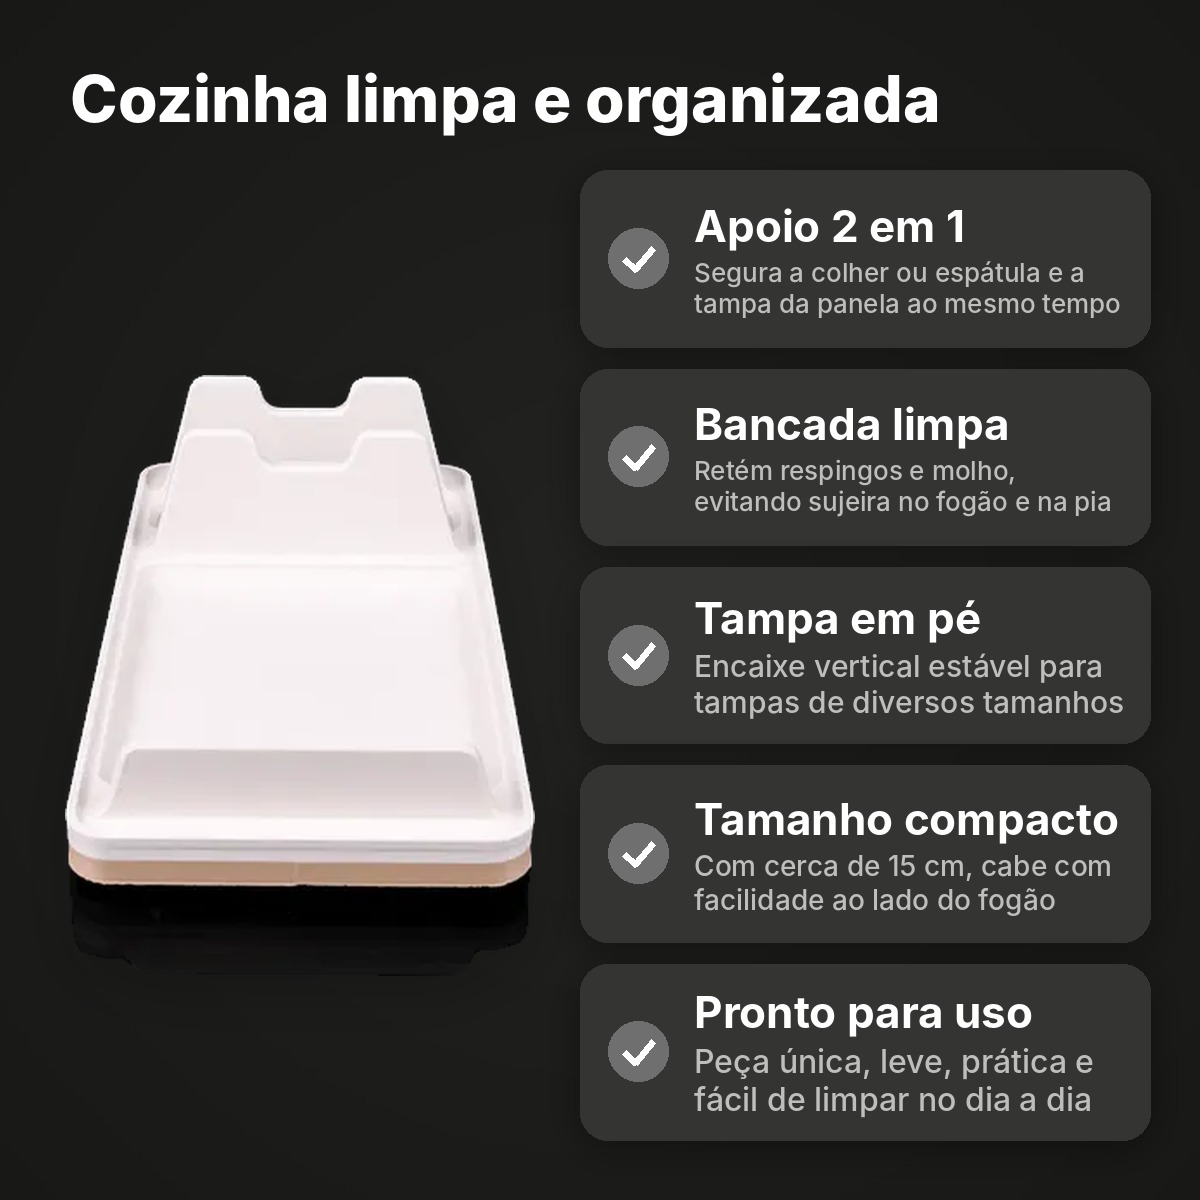 Cozinha limpa e organizada
Apoio 2 em 1
Segura a colher ou espátula e a
tampa da panela ao mesmo tempo
Bancada limpa
Retém respingos e molho,
evitando sujeira no fogão e na pia
Tampa em pé
Encaixe vertical estável para
tampas de diversos tamanhos
Tamanho compacto
Com cerca de 15 cm, cabe com
facilidade ao lado do fogão
Pronto para uso
Peça única, leve, prática e
fácil de limpar no dia a dia